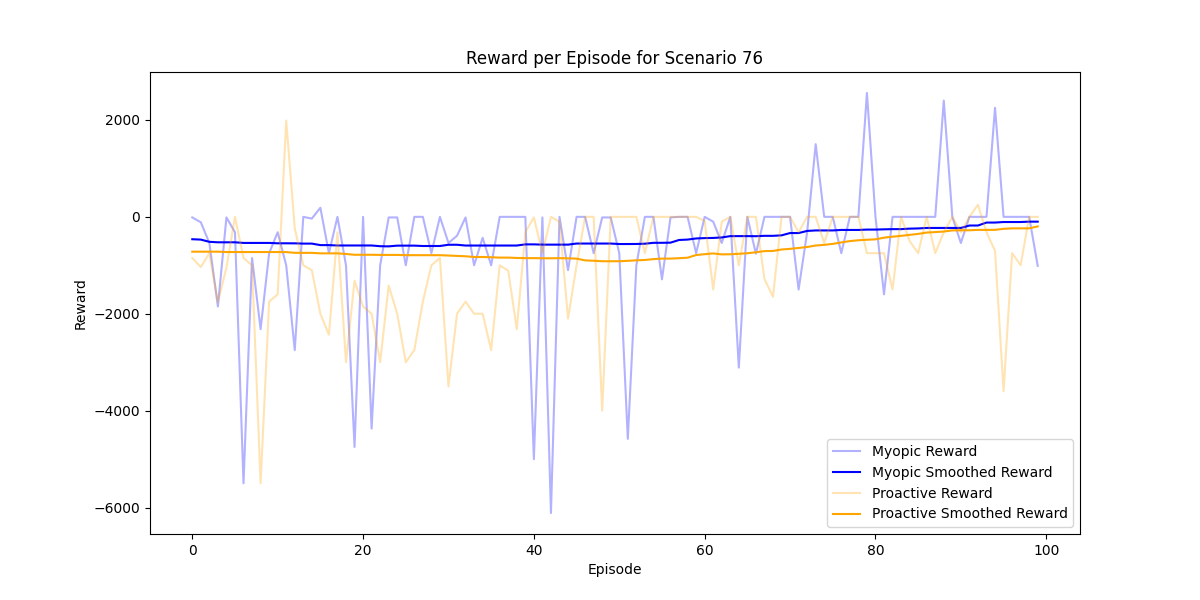 Reward per Episode for Scenario 76
Reward
2000
0
−2000
−4000
−6000
0
20
40
60
80
100
Episode
Myopic Reward
Myopic Smoothed Reward
Proactive Reward
Proactive Smoothed Reward